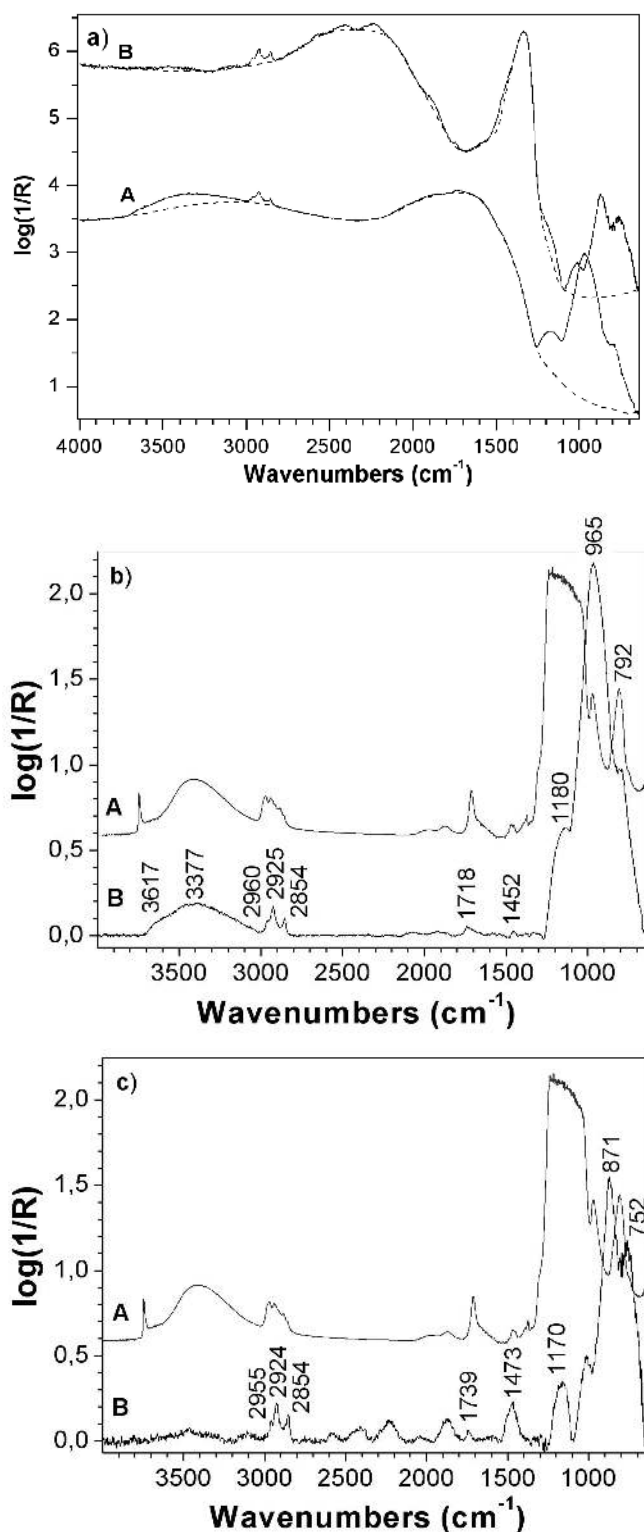 a)
B
A
log(1/R)
6
5
4
3
2
1
4000 3500 3000 2500 2000 1500 1000
Wavenumbers (cm-1)
b)
965
792
1180
A
B
3617
3377
2960
2925
2854
1718
1452
log(1/R)
2,0
1,5
1,0
0,5
0,0
3500 3000 2500 2000 1500 1000
Wavenumbers (cm-1)
c)
871
752
A
B
2955
2924
2854
1739
1473
1170
log(1/R)
2,0
1,5
1,0
0,5
0,0
3500 3000 2500 2000 1500 1000
Wavenumbers (cm-1)